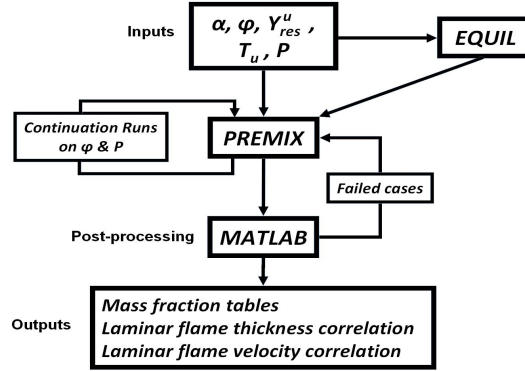 Inputs
α, φ, Y_res^u ,
T_u , P
EQUIL
Continuation Runs
on φ & P
PREMIX
Failed cases
Post-processing
MATLAB
Outputs
Mass fraction tables
Laminar flame thickness correlation
Laminar flame velocity correlation